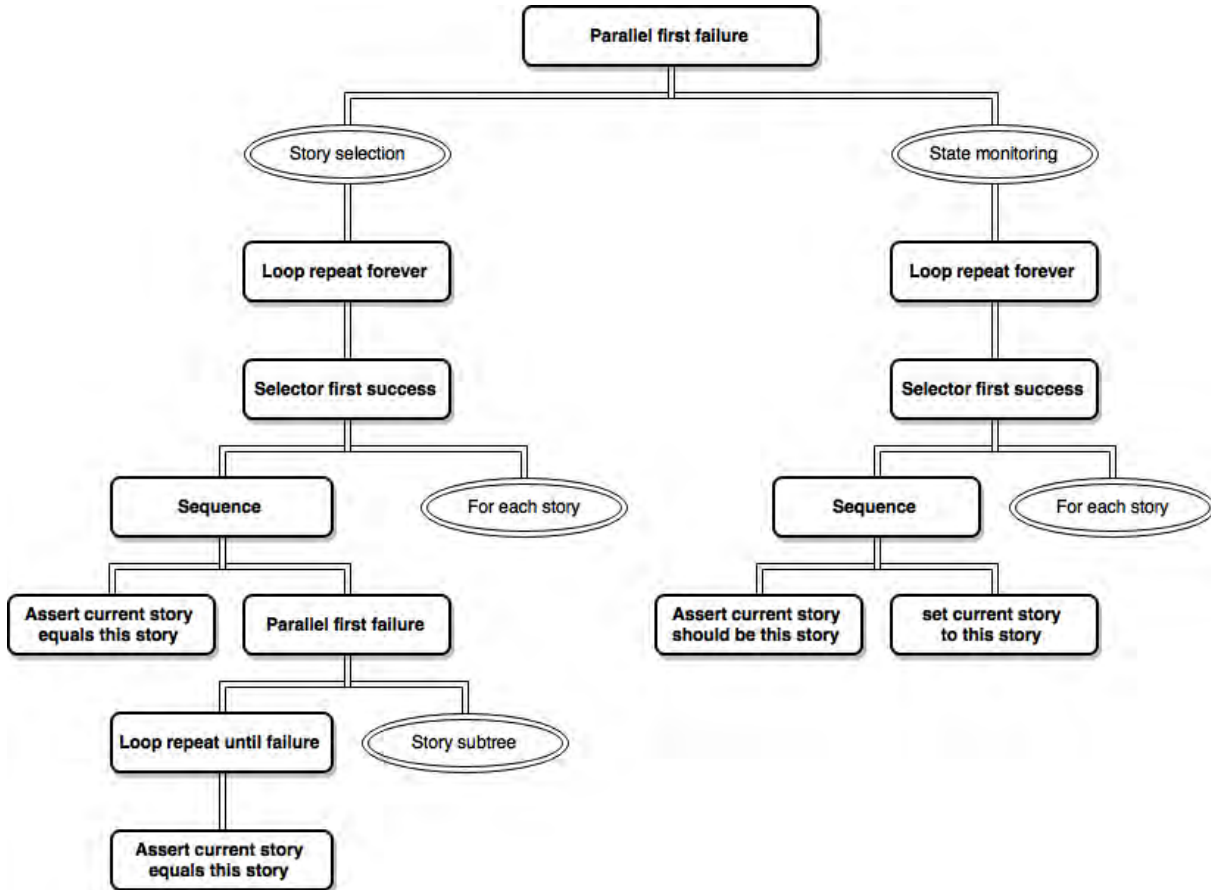 Parallel first failure
Story selection
State monitoring
Loop repeat forever
Loop repeat forever
Selector first success
Selector first success
Sequence
For each story
Sequence
For each story
Assert current story
equals this story
Parallel first failure
Assert current story
should be this story
set current story
to this story
Loop repeat until failure
Story subtree
Assert current story
equals this story